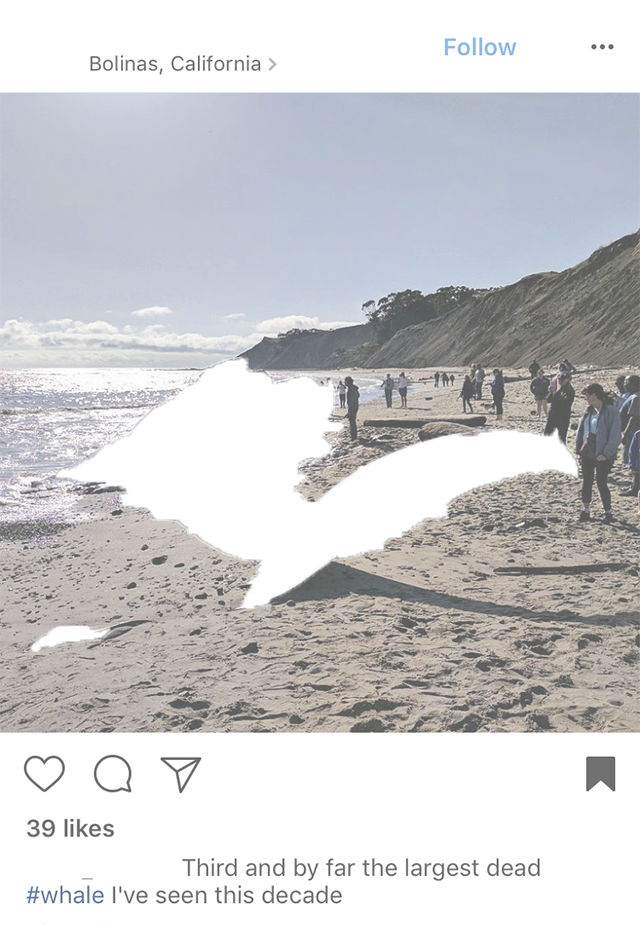 Bolinas, California
Follow
39 likes
Third and by far the largest dead
#whale I've seen this decade